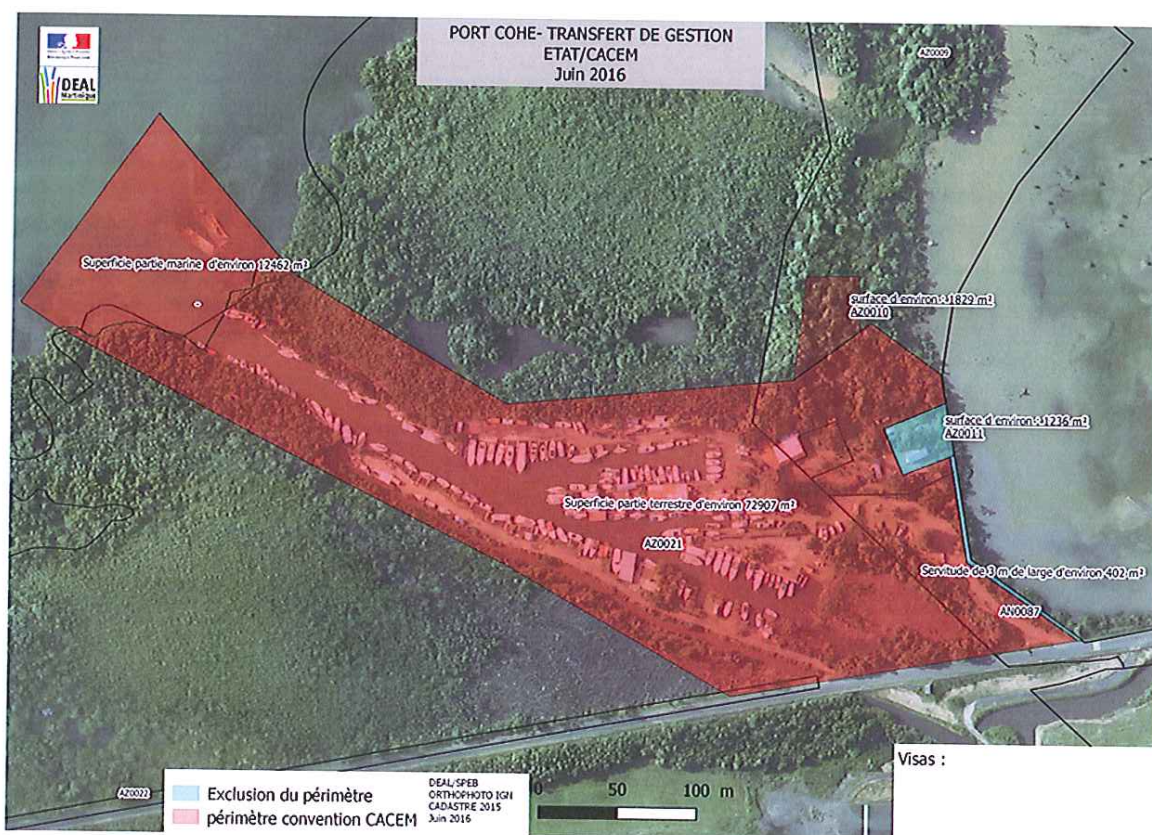 PORT COHE- TRANSFERT DE GESTION
ETAT/CACEM
Juin 2016
DEAL
Martinique
AZ0009
Superficie partie marine d'environ 12462 m²
surface d environ : 1829 m²
AZ0010
surface d environ : 1236 m²
AZ0011
Superficie partie terrestre d'environ 72907 m²
AZ0021
Servitude de 3 m de large d'environ 402 m²
AN0087
AZ0022
Exclusion du périmètre
périmètre convention CACEM
DEAL/SPEB
ORTHOPHOTO IGN
CADASTRE 2015
Juin 2016
0 50 100 m
Visas :